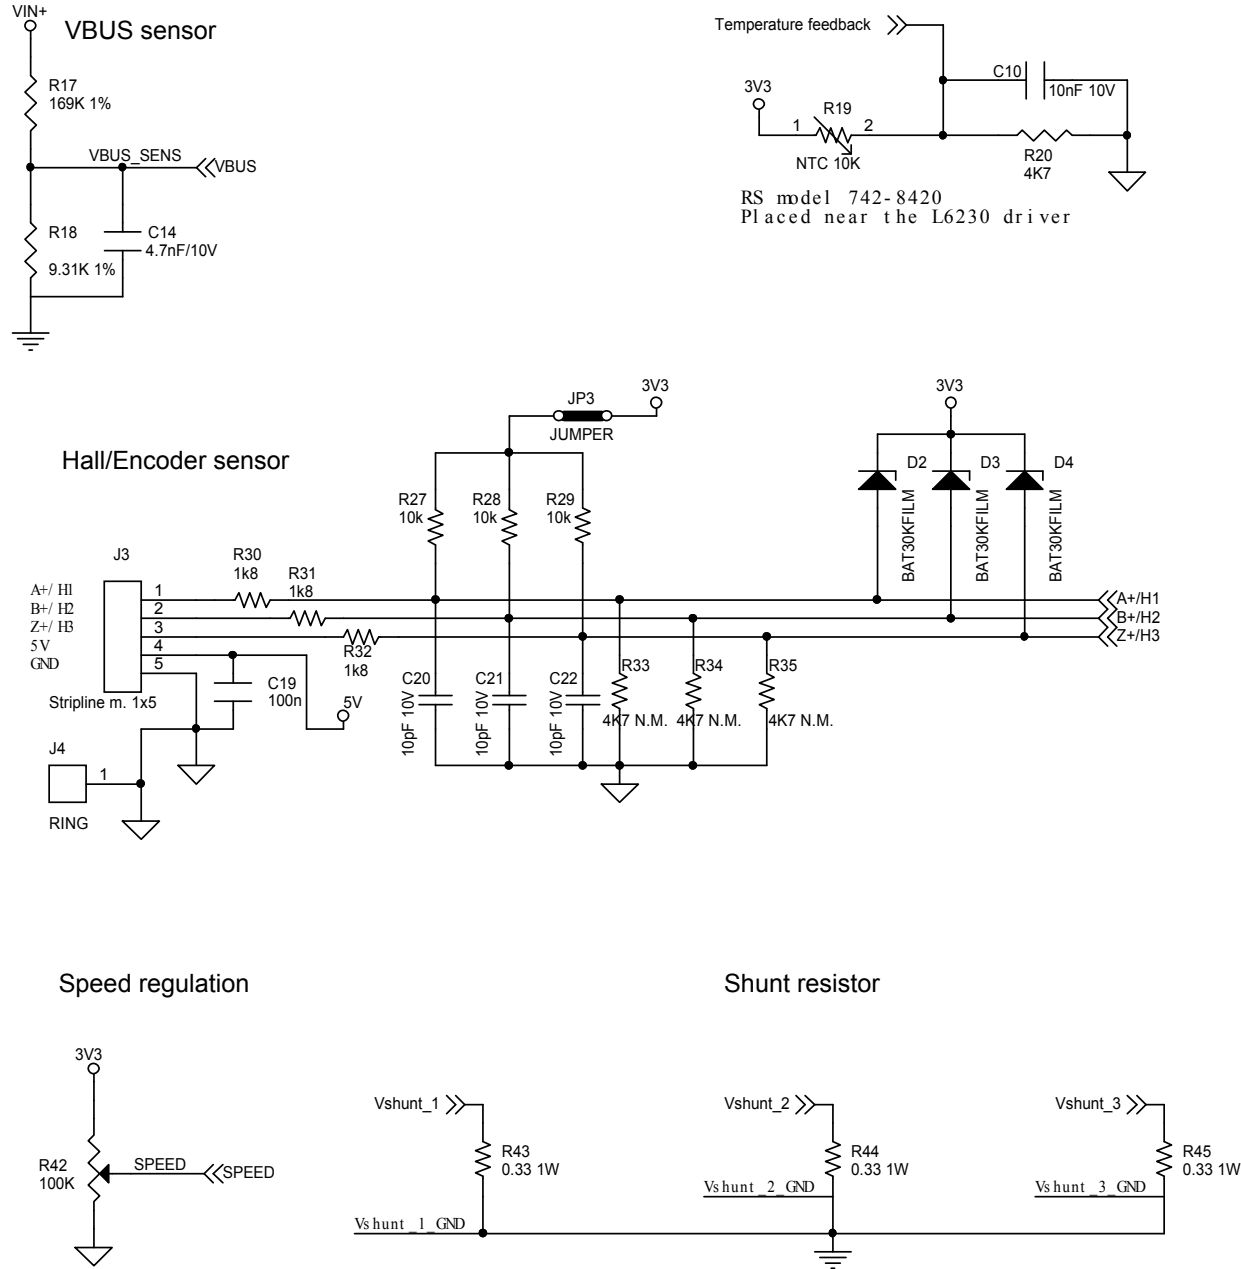 VIN+
VBUS sensor
R17
169K 1%
VBUS_SENS
VBUS
R18
9.31K 1%
C14
4.7nF/10V
Temperature feedback
C10
10nF 10V
3V3
R19
1
2
NTC 10K
R20
4K7
RS model 742-8420
Placed near the L6230 driver
Hall/Encoder sensor
JP3
JUMPER
3V3
R27
10k
R28
10k
R29
10k
3V3
D2
D3
D4
BAT30KFILM
BAT30KFILM
BAT30KFILM
J3
A+/H1
B+/H2
Z+/H3
5V
GND
1
2
3
4
5
Stripline m. 1x5
R30
1k8
R31
1k8
R32
1k8
A+/H1
B+/H2
Z+/H3
C19
100n
5V
C20
10pF 10V
C21
10pF 10V
C22
10pF 10V
R33
4K7 N.M.
R34
4K7 N.M.
R35
4K7 N.M.
J4
1
RING
Speed regulation
3V3
R42
100K
SPEED
SPEED
Shunt resistor
Vshunt_1
R43
0.33 1W
Vshunt_1_GND
Vshunt_2
R44
0.33 1W
Vshunt_2_GND
Vshunt_3
R45
0.33 1W
Vshunt_3_GND